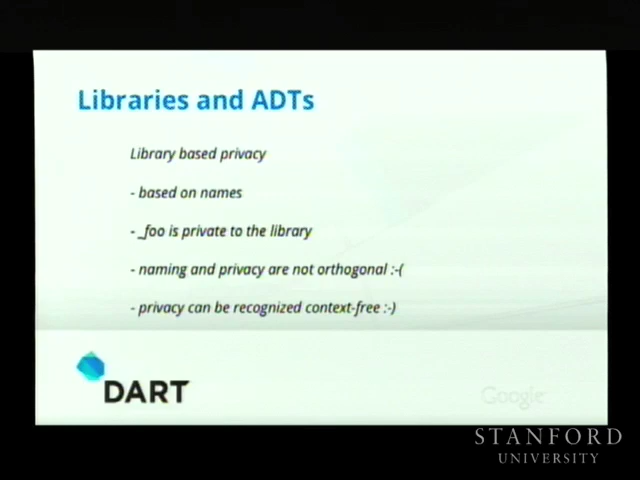 Libraries and ADTs
Library based privacy
- based on names
- _foo is private to the library
- naming and privacy are not orthogonal :-(
- privacy can be recognized context-free :-)
DART
Google
STANFORD
UNIVERSITY